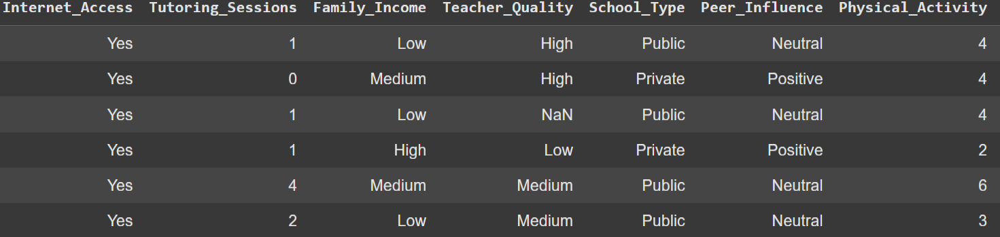 Internet_Access Tutoring_Sessions Family_Income Teacher_Quality School_Type Peer_Influence Physical_Activity
Yes 1 Low High Public Neutral 4
Yes 0 Medium High Private Positive 4
Yes 1 Low NaN Public Neutral 4
Yes 1 High Low Private Positive 2
Yes 4 Medium Medium Public Neutral 6
Yes 2 Low Medium Public Neutral 3